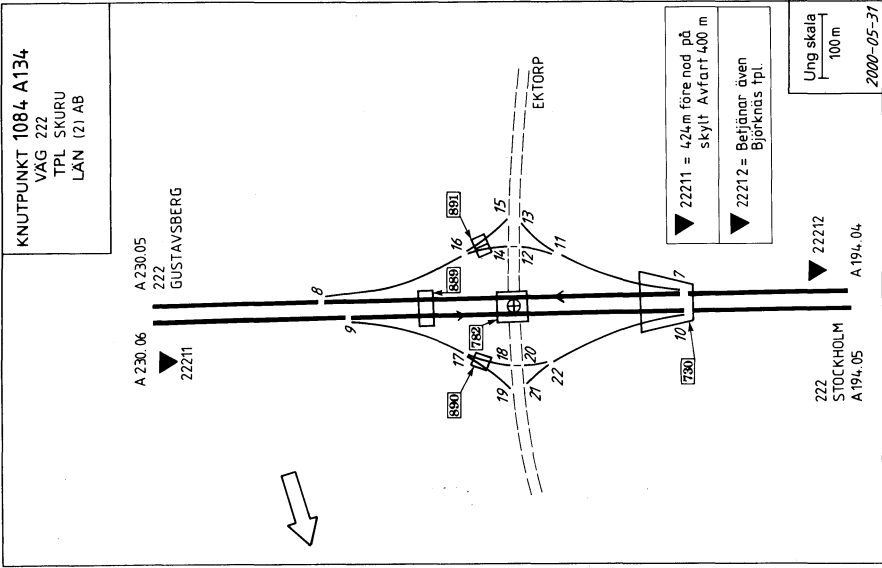 KNUTPUNKT 1084 A134
VÄG 222
TPL SKURU
LÄN (2) AB
A 230.05
222
GUSTAVSBERG
A 230.06
22211
8
9
889
891
16
15
14
13
12
11
EKTORP
782
17
18
890
19
20
21
22
7
10
730
22212
A 194.04
222
STOCKHOLM
A 194.05
22211 = 424m före nod på
skylt Avfart 400 m
22212 = Betjänar även
Björknäs tpl.
Ung skala
100m
2000-05-31